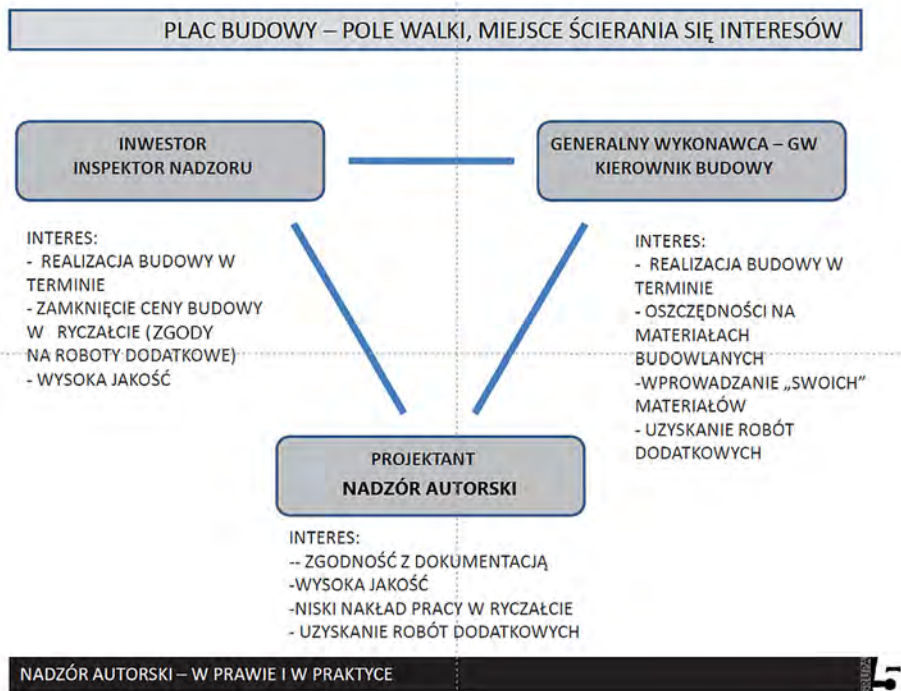 PLAC BUDOWY – POLE WALKI, MIEJSCE ŚCIERANIA SIĘ INTERESÓW
INWESTOR
INSPEKTOR NADZORU
GENERALNY WYKONAWCA – GW
KIEROWNIK BUDOWY
INTERES:
- REALIZACJA BUDOWY W
TERMINIE
- ZAMKNIĘCIE CENY BUDOWY
W RYCZAŁCIE (ZGODY
NA ROBOTY DODATKOWE)
- WYSOKA JAKOŚĆ
INTERES:
- REALIZACJA BUDOWY W
TERMINIE
- OSZCZĘDNOŚCI NA
MATERIAŁACH
BUDOWLANYCH
-WPROWADZANIE „SWOICH”
MATERIAŁÓW
- UZYSKANIE ROBÓT
DODATKOWYCH
PROJEKTANT
NADZÓR AUTORSKI
INTERES:
-- ZGODNOŚĆ Z DOKUMENTACJĄ
-WYSOKA JAKOŚĆ
-NISKI NAKŁAD PRACY W RYCZAŁCIE
- UZYSKANIE ROBÓT DODATKOWYCH
NADZÓR AUTORSKI – W PRAWIE I W PRAKTYCE